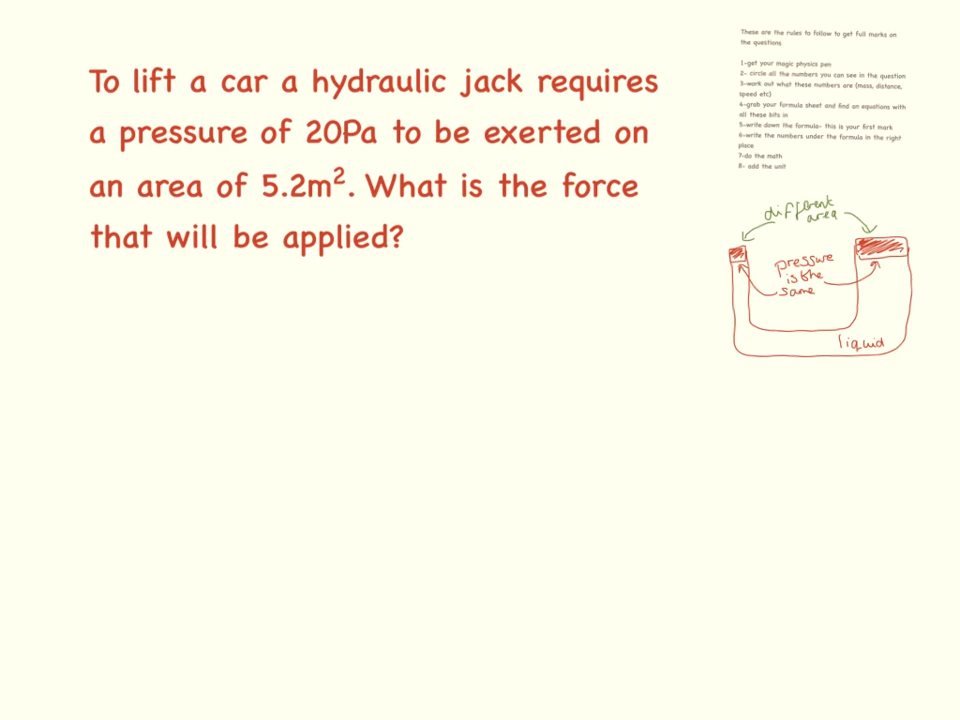 To lift a car a hydraulic jack requires
a pressure of 20Pa to be exerted on
an area of 5.2m². What is the force
that will be applied?
These are the rules to follow to get full marks on
the questions
1-get your magic physics pen
2- circle all the numbers you can see in the question
3-work out what these numbers are (mass, distance,
speed etc)
4-grab your formula sheet and find an equations with
all these bits in
5-write down the formula- this is your first mark
6-write the numbers under the formula in the right
place
7-do the math
8- add the unit
different
area
pressure
is the
same
liquid